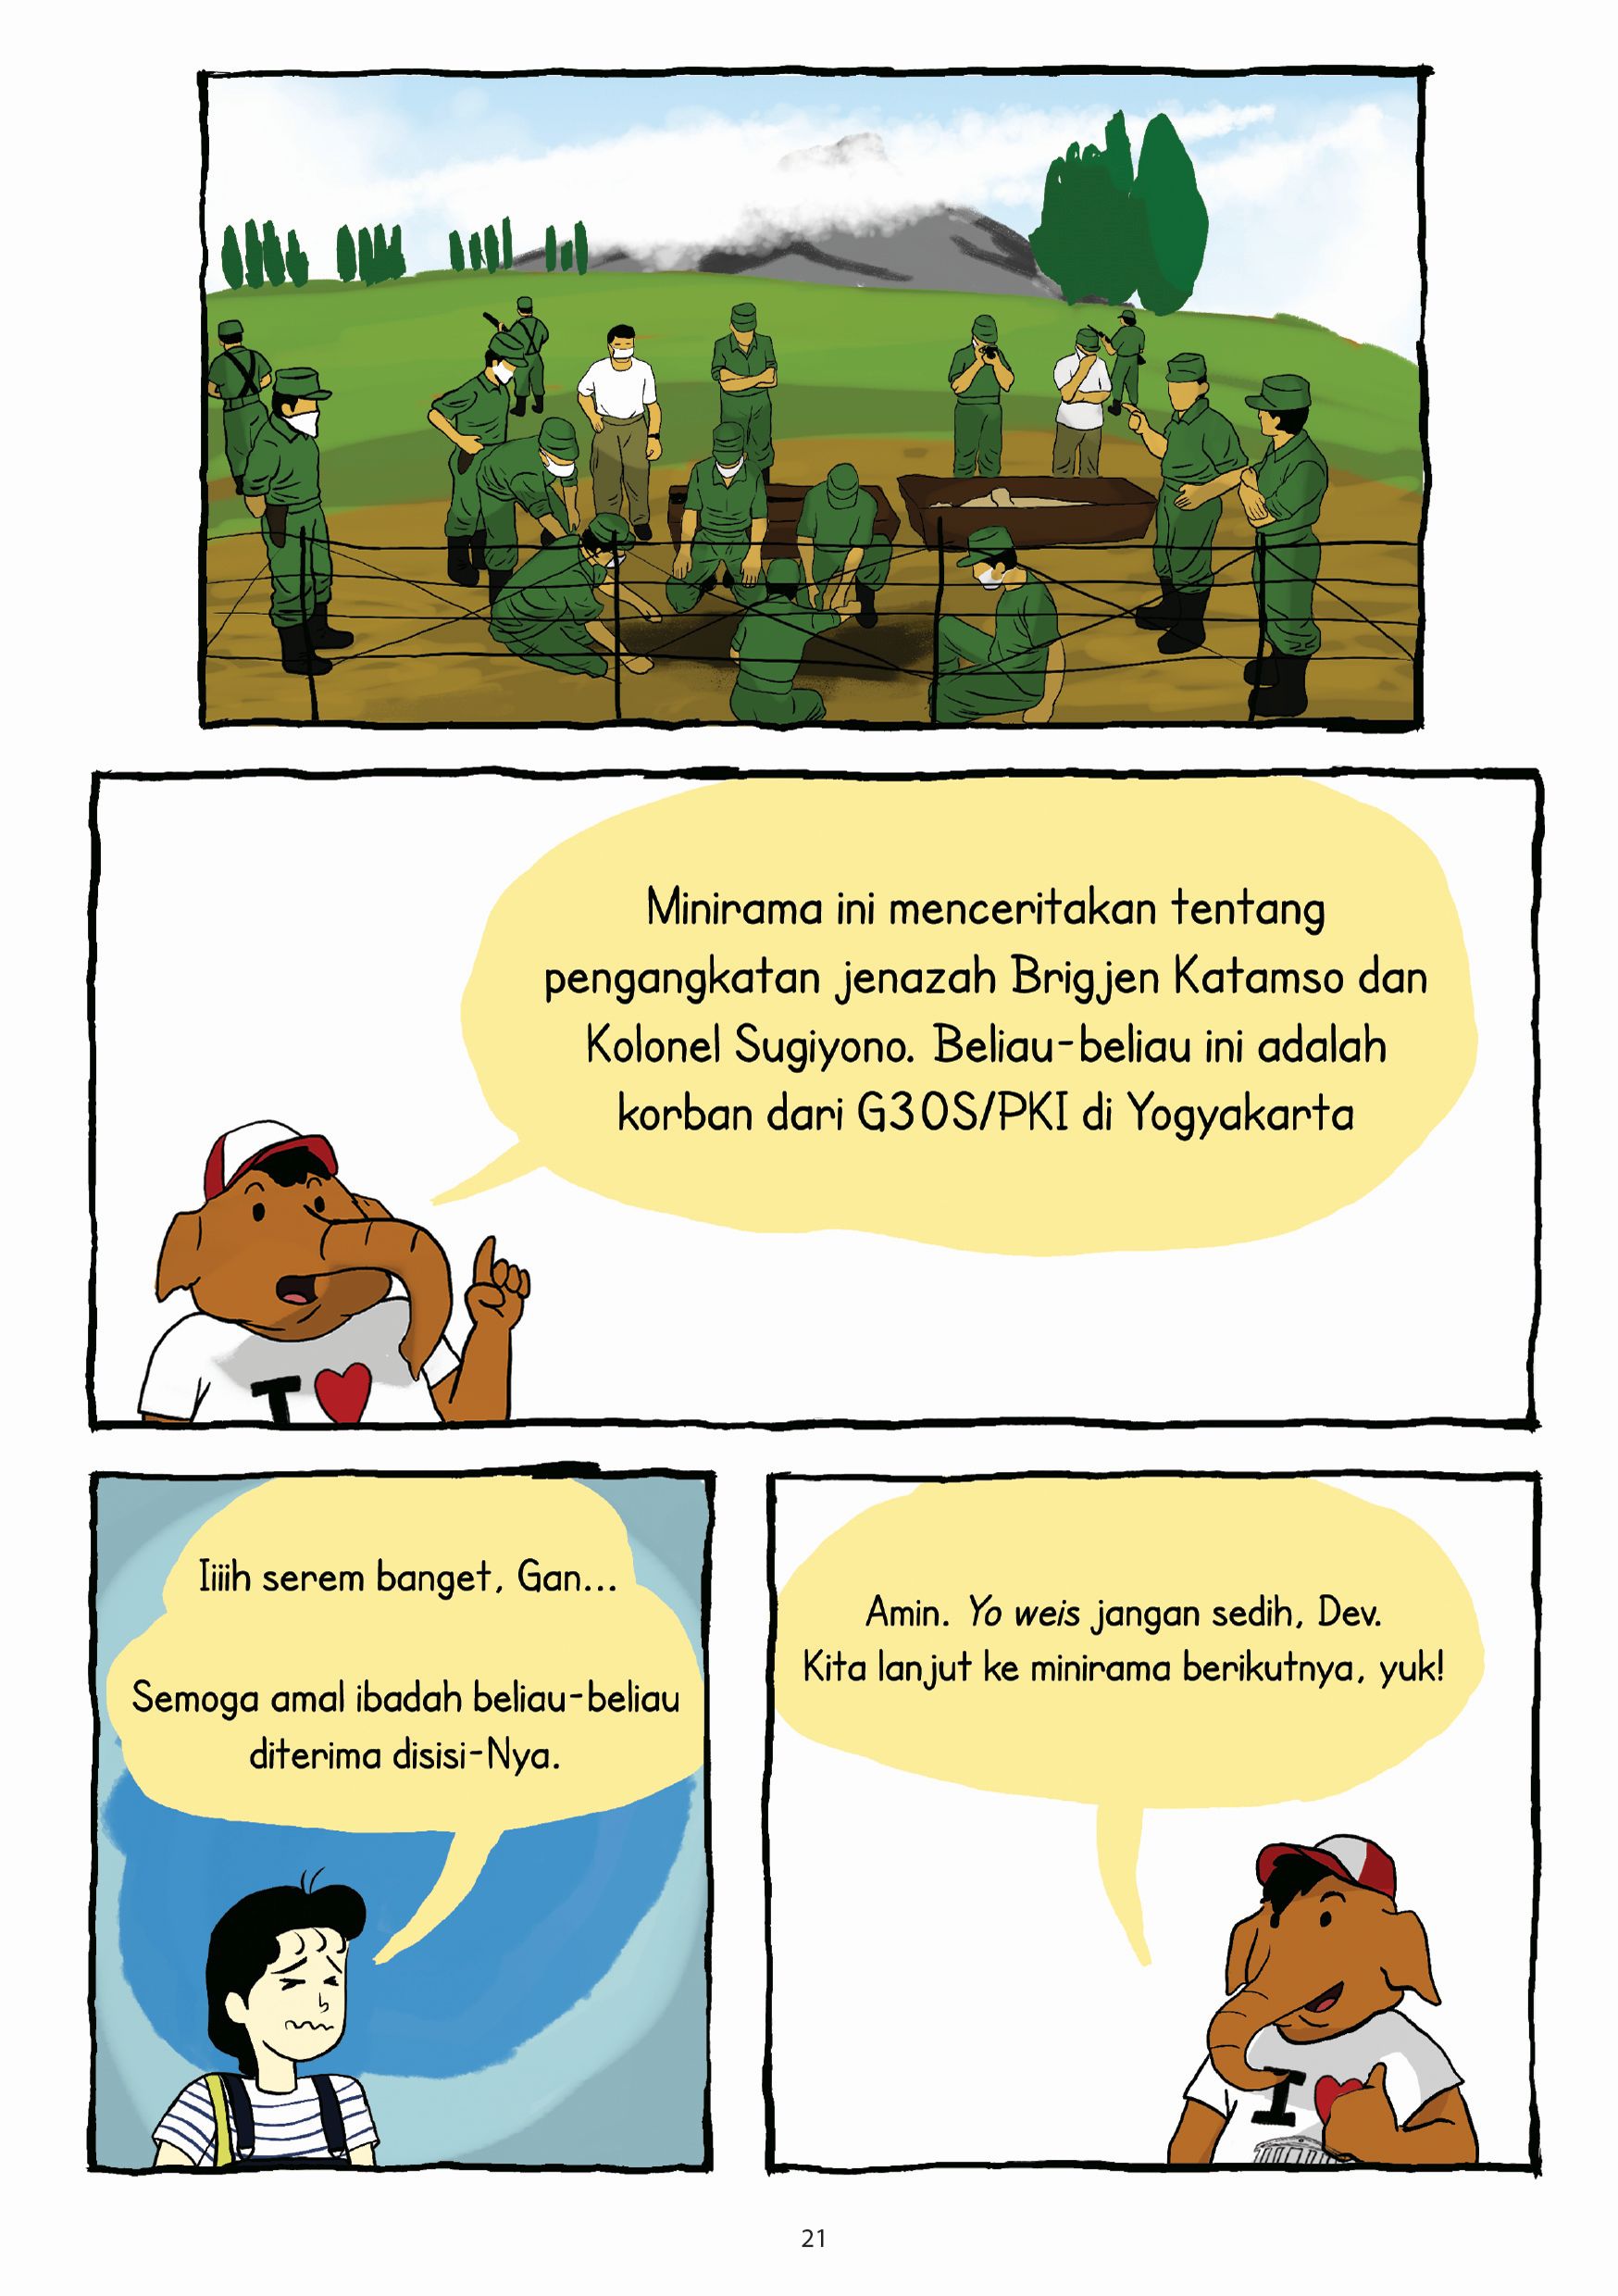 Minirama ini menceritakan tentang
pengangkatan jenazah Brigjen Katamso dan
Kolonel Sugiyono. Beliau-beliau ini adalah
korban dari G30S/PKI di Yogyakarta
I
Iiiih serem banget, Gan...
Semoga amal ibadah beliau-beliau
diterima disisi-Nya.
Amin. Yo weis jangan sedih, Dev.
Kita lanjut ke minirama berikutnya, yuk!
I
21